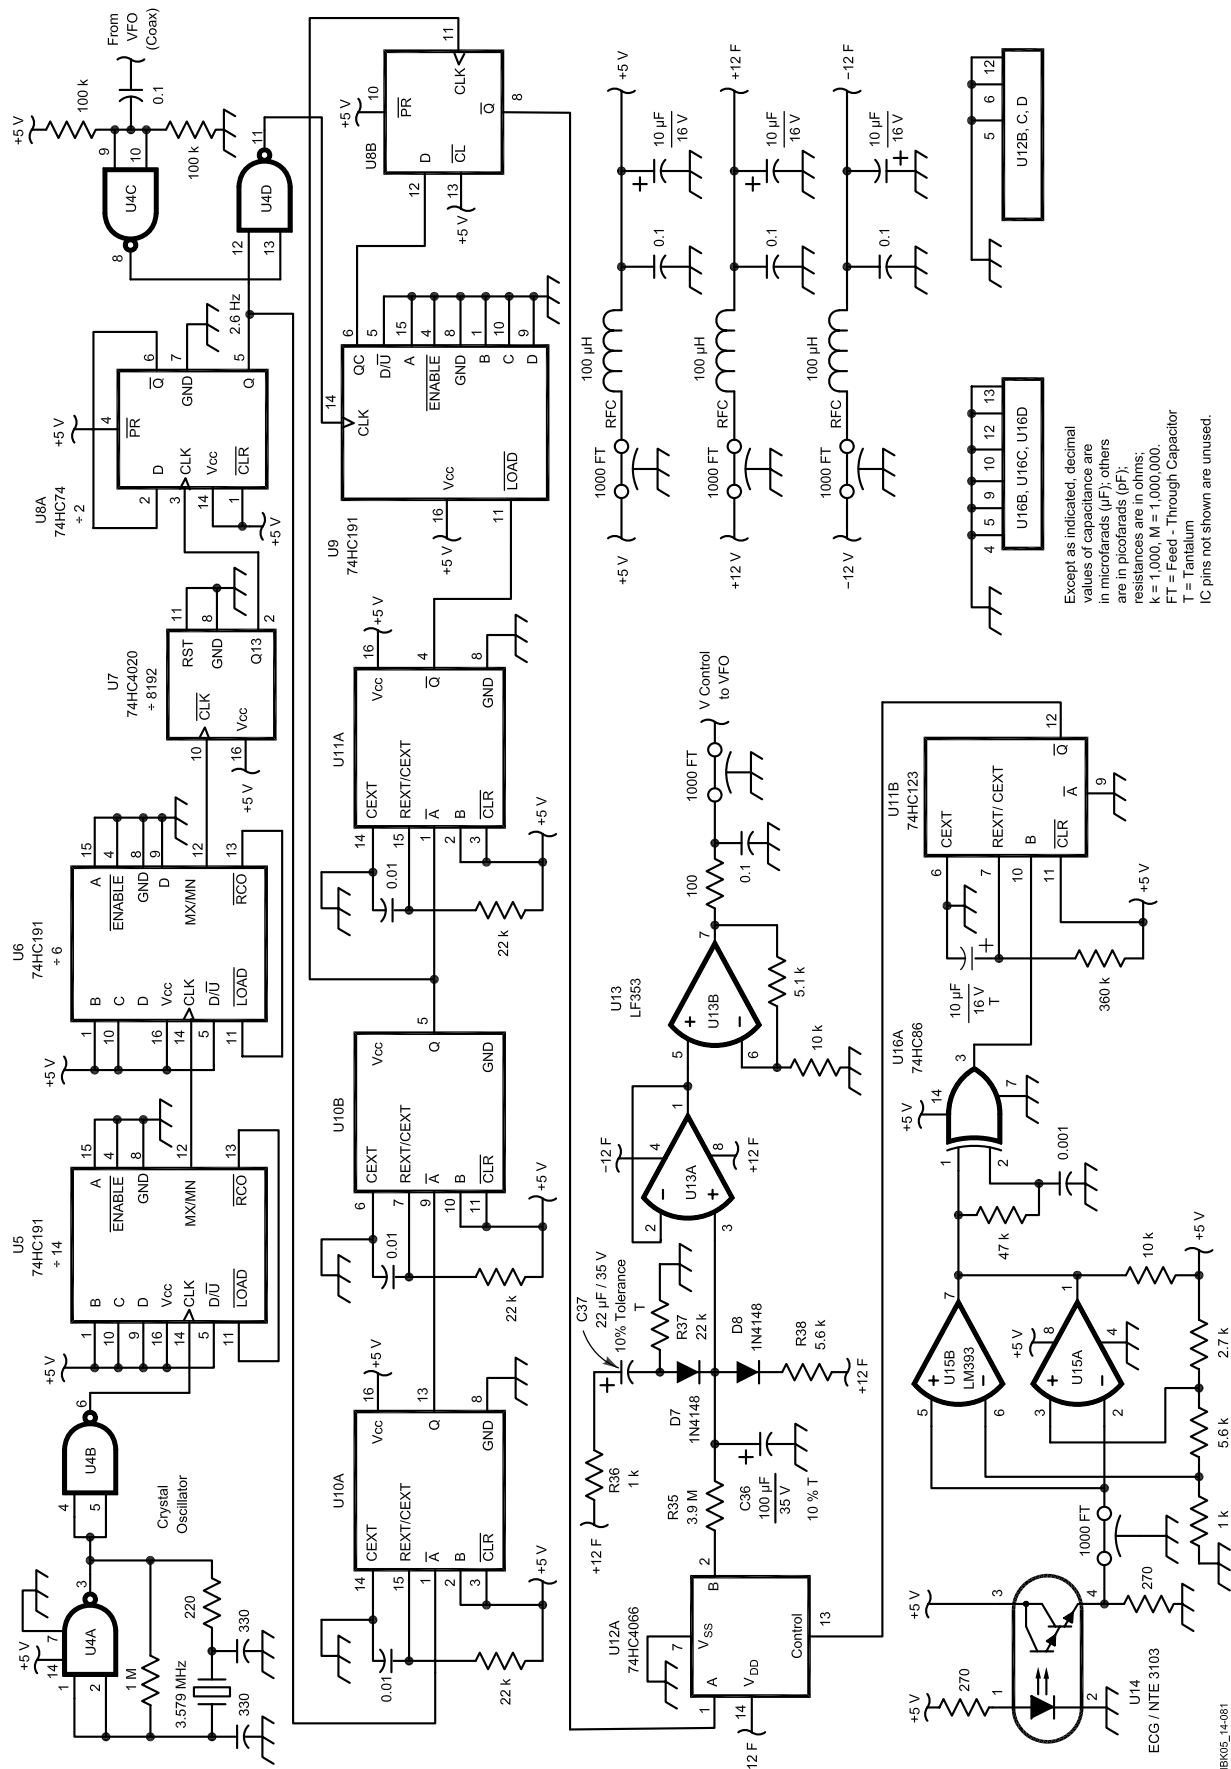 Crystal
Oscillator
+5 V
14
7
1
2
3
U4A
1 M
3.579 MHz
220
330
330
4
5
6
U4B
+5 V
U5
74HC191
÷ 14
1
10
9
16
14
5
11
B
C
D
Vcc
CLK
D/U
LOAD
A
ENABLE
GND
MX/MN
RCO
15
4
8
12
13
+5 V
U6
74HC191
÷ 6
1
10
16
14
5
11
B
C
D
Vcc
CLK
D/U
LOAD
A
ENABLE
GND
D
MX/MN
RCO
15
4
8
9
12
13
U7
74HC4020
÷ 8192
10
16
+5 V
CLK
Vcc
RST
GND
Q13
11
8
2
U8A
74HC74
÷ 2
+5 V
4
PR
2
3
14
1
+5 V
D
CLK
Vcc
CLR
Q
GND
Q
6
7
5
2.6 Hz
+5 V
100 k
From
VFO
(Coax)
0.1
100 k
9
10
8
U4C
12
13
11
U4D
U10A
14
15
1
2
3
0.01
22 k
+5 V
CEXT
REXT/CEXT
A
B
CLR
Vcc
Q
GND
16
+5 V
13
8
U10B
6
7
9
10
11
0.01
22 k
+5 V
CEXT
REXT/CEXT
A
B
CLR
Vcc
Q
GND
5
U11A
14
15
1
2
3
0.01
22 k
+5 V
CEXT
REXT/CEXT
A
B
CLR
Vcc
Q
GND
16
+5 V
4
8
U9
74HC191
14
CLK
16
+5 V
11
Vcc
LOAD
QC
D/U
A
ENABLE
GND
B
C
D
6
5
15
4
8
1
10
9
U8B
+5 V
10
PR
12
13
+5 V
D
CL
CLK
Q
11
8
U12A
74HC4066
7
VSS
1
14
12 F
A
VDD
B
Control
2
13
R35
3.9 M
C36
100 µF
35 V
10 % T
+12 F
R36
1 k
C37
22 µF / 35 V
10% Tolerance
T
R37
22 k
D7
1N4148
D8
1N4148
R38
5.6 k
+12 F
−12 F
4
2
3
1
8
+12 F
U13A
U13
LF353
5
6
7
U13B
5.1 k
10 k
100
0.1
1000 FT
V Control
to VFO
+5 V
1000 FT
RFC
100 µH
0.1
10 µF
16 V
+5 V
+12 V
1000 FT
RFC
100 µH
0.1
10 µF
16 V
+12 F
−12 V
1000 FT
RFC
100 µH
0.1
10 µF
16 V
−12 F
+5 V
270
1
2
3
4
+5 V
U14
ECG / NTE 3103
270
1000 FT
1 k
5.6 k
2.7 k
+5 V
10 k
5
6
7
U15B
LM393
3
2
1
+5 V
8
4
U15A
47 k
0.001
U16A
74HC86
+5 V
14
7
1
2
3
10 µF
16 V
T
360 k
+5 V
U11B
74HC123
6
7
10
11
CEXT
REXT/ CEXT
B
CLR
Q
A
12
9
4
5
9
10
12
13
U16B, U16C, U16D
5
6
12
U12B, C, D
Except as indicated, decimal
values of capacitance are
in microfarads (µF); others
are in picofarads (pF);
resistances are in ohms;
k = 1,000, M = 1,000,000.
FT = Feed - Through Capacitor
T = Tantalum
IC pins not shown are unused.
IBK05_14-081